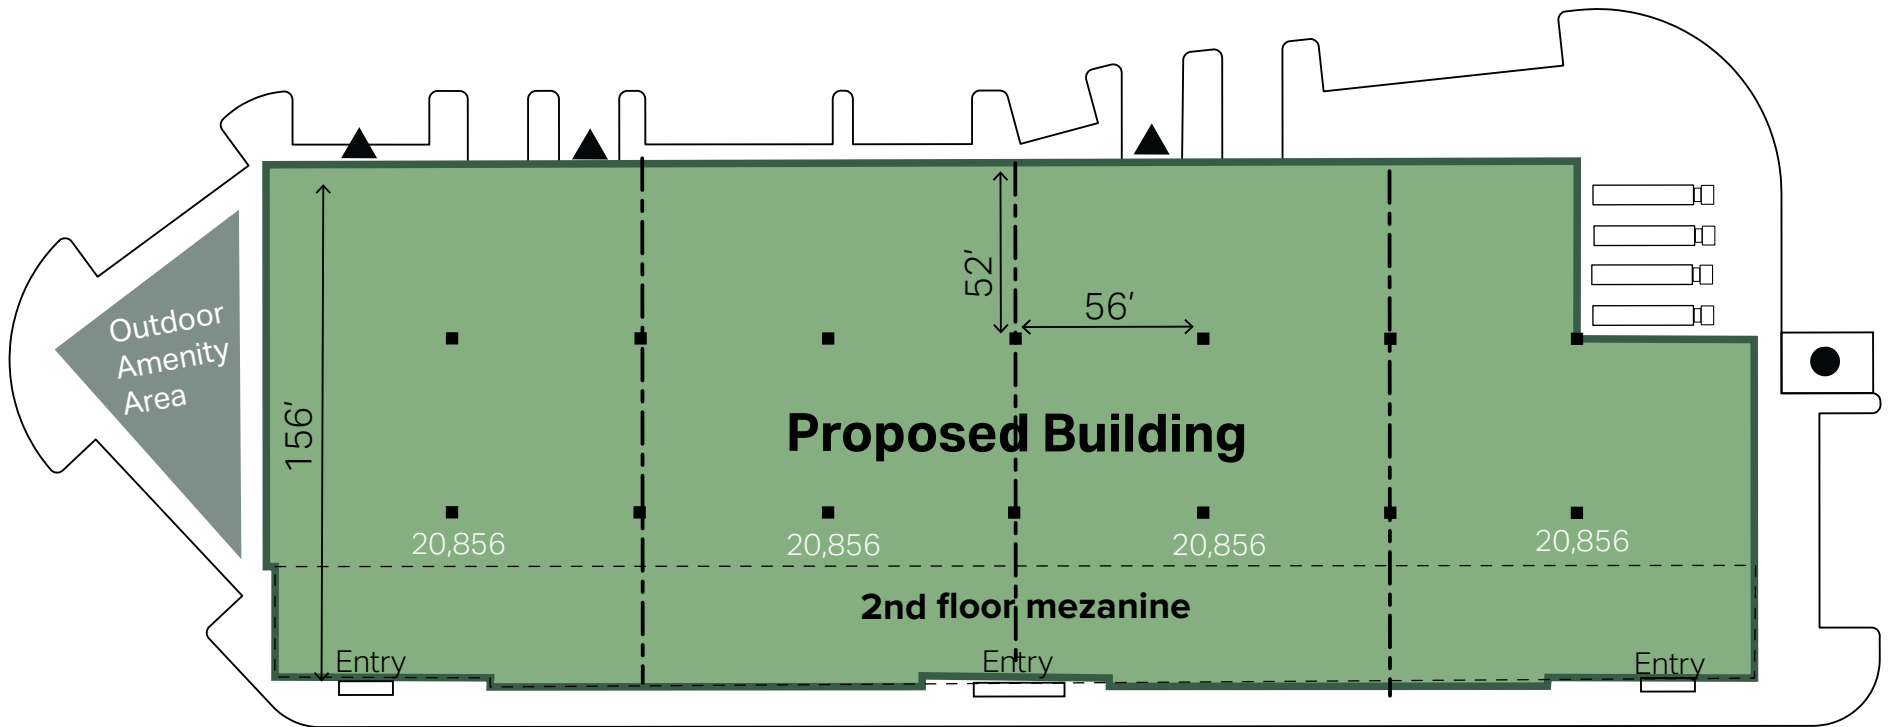 52′
56′
Outdoor
Amenity
Area
156′
Proposed Building
20,856
20,856
20,856
20,856
2nd floor mezanine
Entry
Entry
Entry